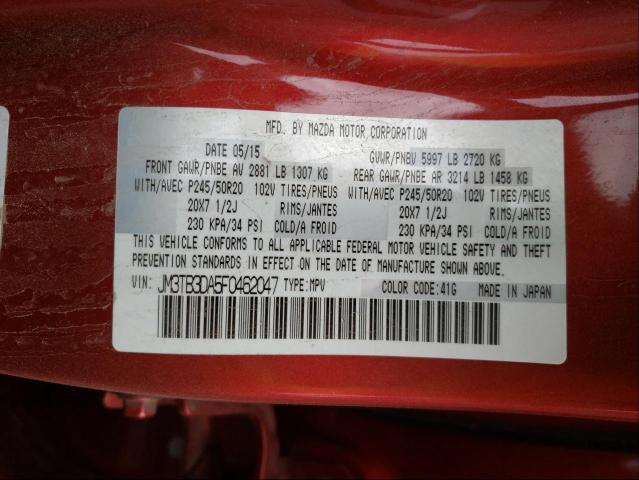 MFD. BY MAZDA MOTOR CORPORATION
DATE 05/15 GVWR/PNBV 5997 LB 2720 KG
FRONT GAWR/PNBE AV 2881 LB 1307 KG REAR GAWR/PNBE AR 3214 LB 1458 KG
WITH/AVEC P245/50R20 102V TIRES/PNEUS WITH/AVEC P245/50R20 102V TIRES/PNEUS
20X7 1/2J RIMS/JANTES 20X7 1/2J RIMS/JANTES
230 KPA/34 PSI COLD/A FROID 230 KPA/34 PSI COLD/A FROID
THIS VEHICLE CONFORMS TO ALL APPLICABLE FEDERAL MOTOR VEHICLE SAFETY AND THEFT
PREVENTION STANDARDS IN EFFECT ON THE DATE OF MANUFACTURE SHOWN ABOVE.
VIN: JM3TB3DA5F0462047 TYPE:MPV COLOR CODE:41G MADE IN JAPAN